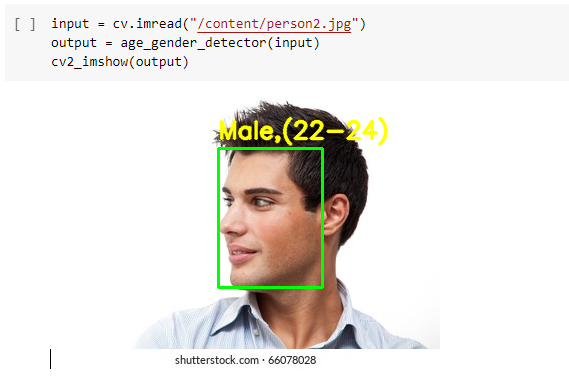 [ ] input = cv.imread("/content/person2.jpg")
output = age_gender_detector(input)
cv2_imshow(output)
Male,(22-24)
shutterstock.com · 66078028